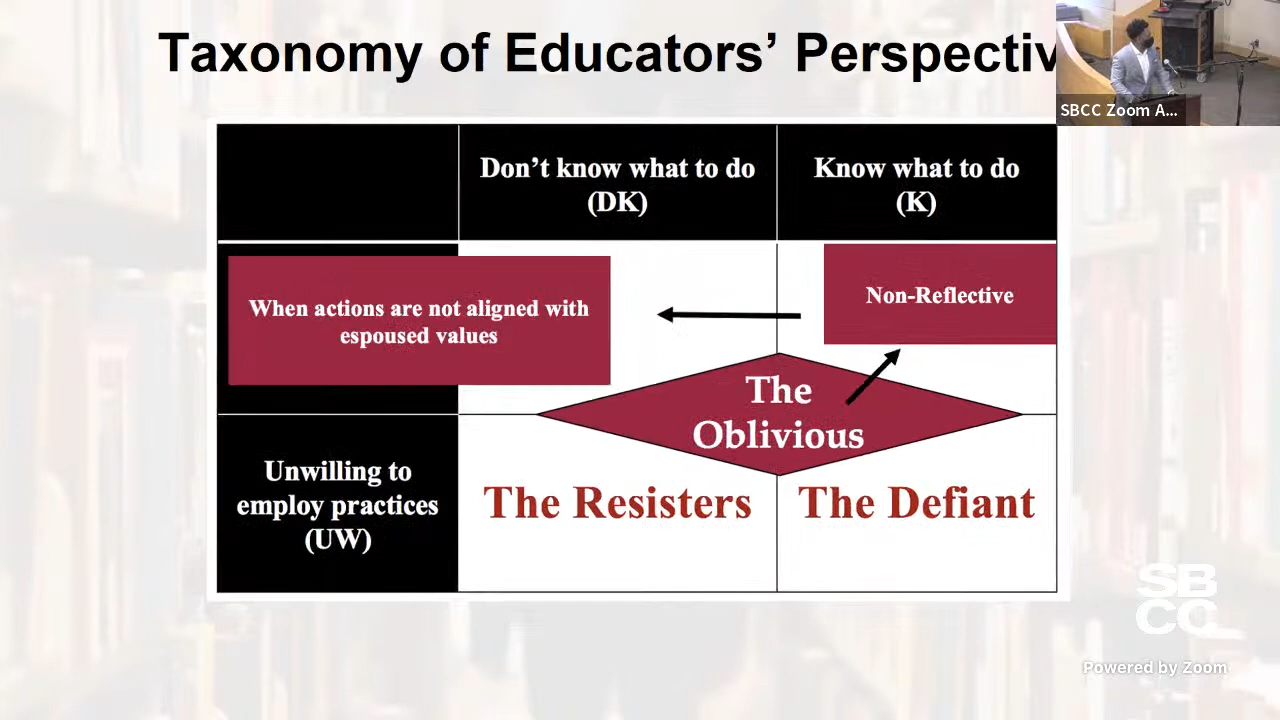 Taxonomy of Educators’ Perspectiv
SBCC Zoom A...
Don’t know what to do
(DK)
Know what to do
(K)
When actions are not aligned with
espoused values
Non-Reflective
The
Oblivious
Unwilling to
employ practices
(UW)
The Resisters
The Defiant
SB
CC
Powered by Zoom